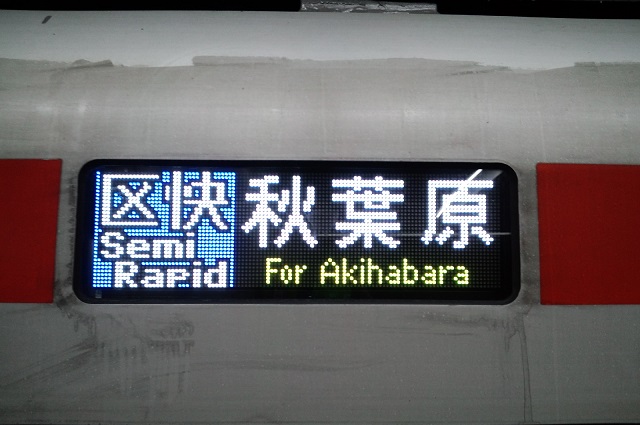 区快
Semi
Rapid
秋葉原
For Akihabara